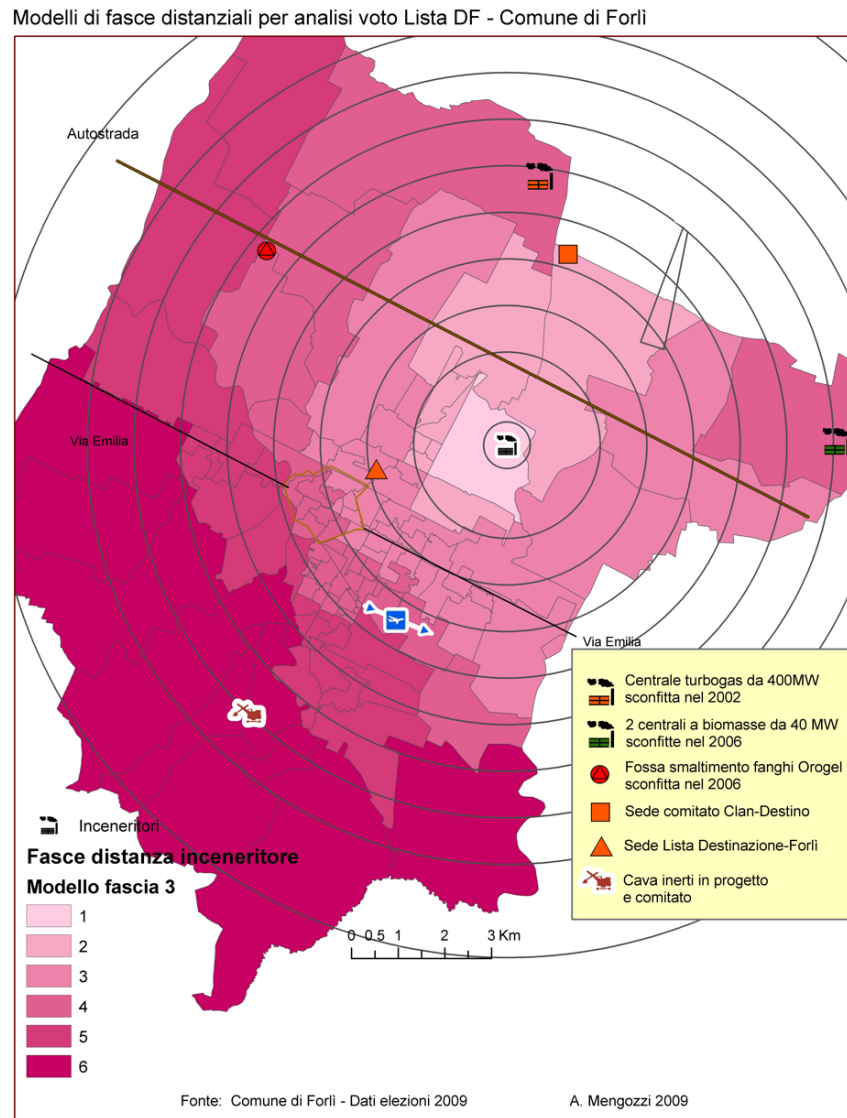 Modelli di fasce distanziali per analisi voto Lista DF - Comune di Forlì
Autostrada
Via Emilia
Via Emilia
Centrale turbogas da 400MW
sconfitta nel 2002
2 centrali a biomasse da 40 MW
sconfitte nel 2006
Fossa smaltimento fanghi Orogel
sconfitta nel 2006
Sede comitato Clan-Destino
Sede Lista Destinazione-Forlì
Cava inerti in progetto
e comitato
Inceneritori
Fasce distanza inceneritore
Modello fascia 3
1
2
3
4
5
6
0 0.5 1 2 3 Km
Fonte: Comune di Forlì - Dati elezioni 2009 A. Mengozzi 2009